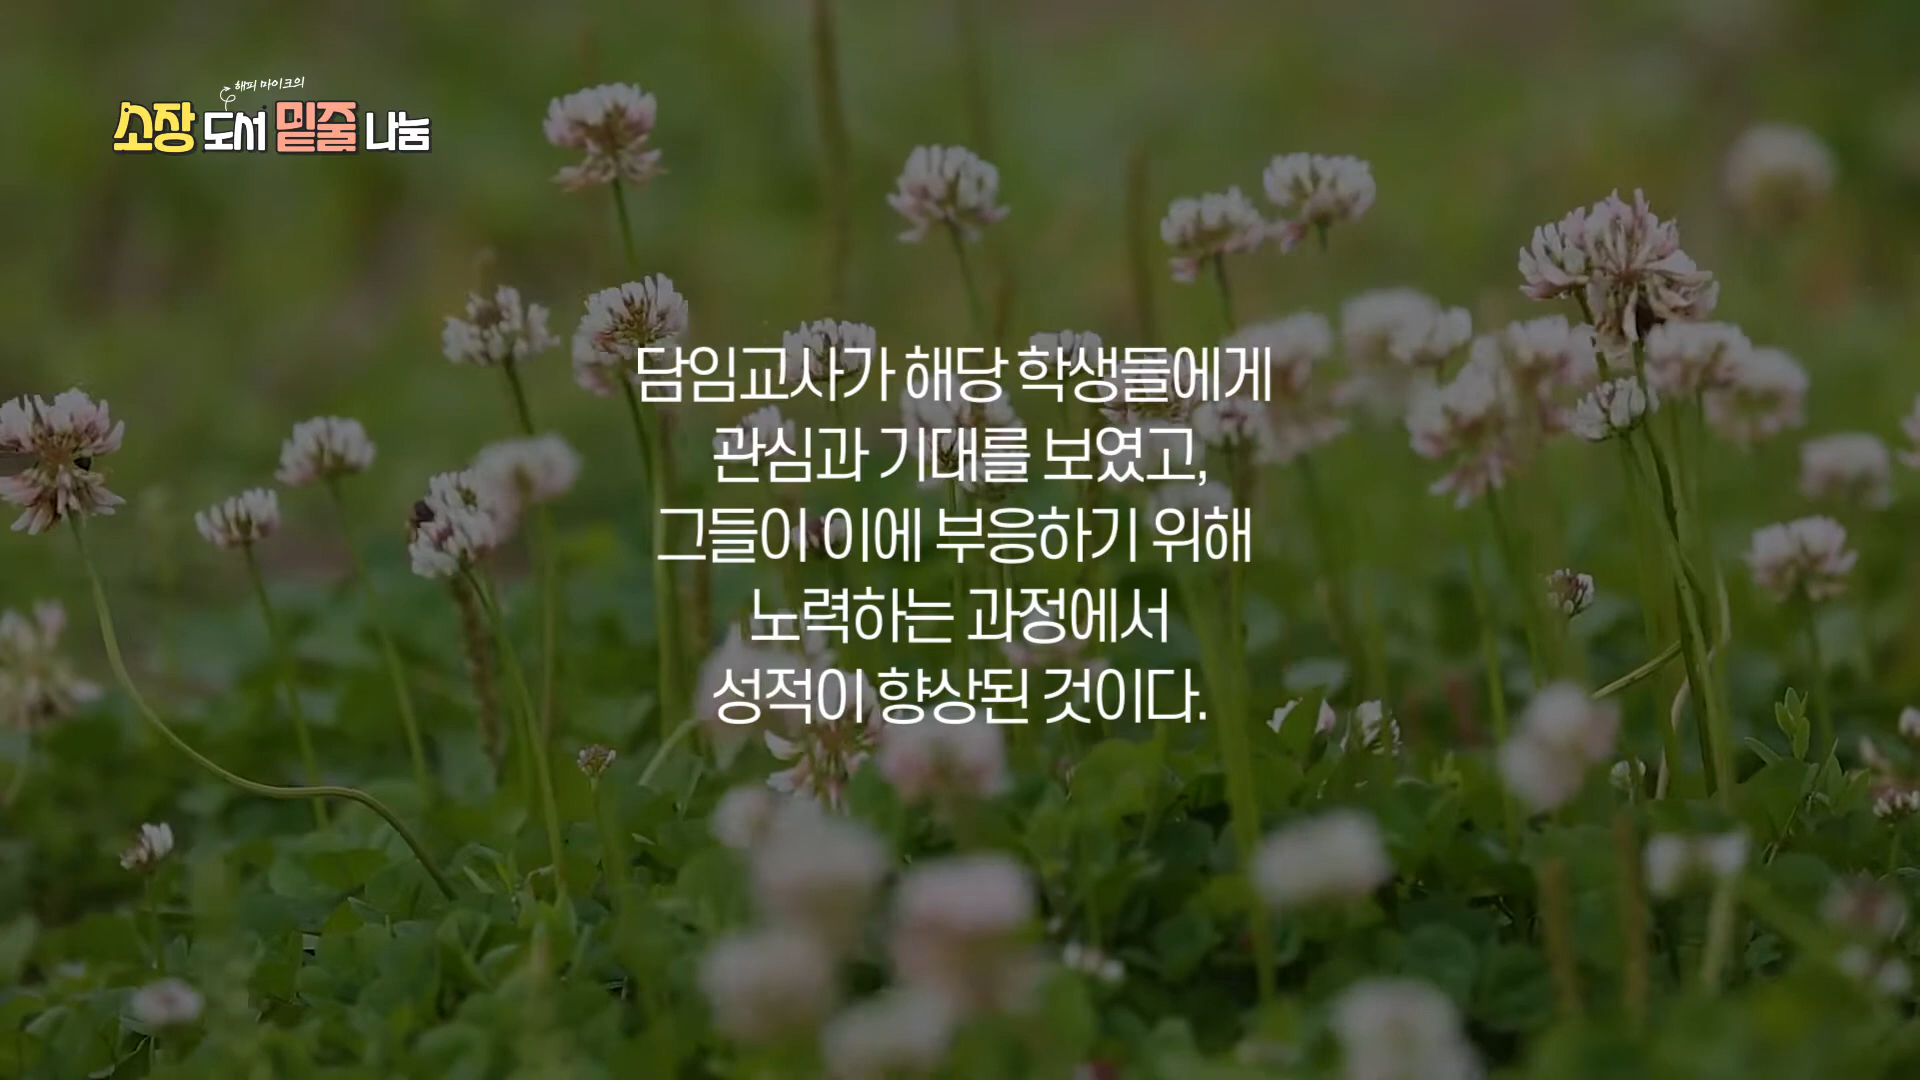 해피 마이크의
소장 도서 밑줄 나눔
담임교사가 해당 학생들에게
관심과 기대를 보였고,
그들이 이에 부응하기 위해
노력하는 과정에서
성적이 향상된 것이다.